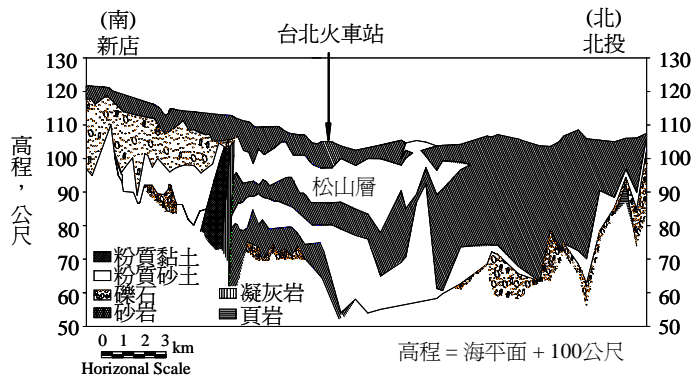 (南)
新店
台北火車站
(北)
北投
130
120
110
100
90
80
70
60
50
高程，公尺
松山層
130
120
110
100
90
80
70
60
50
粉質黏土
粉質砂土
礫石
砂岩
凝灰岩
頁岩
0 1 2 3 km
Horizonal Scale
高程 = 海平面 + 100公尺